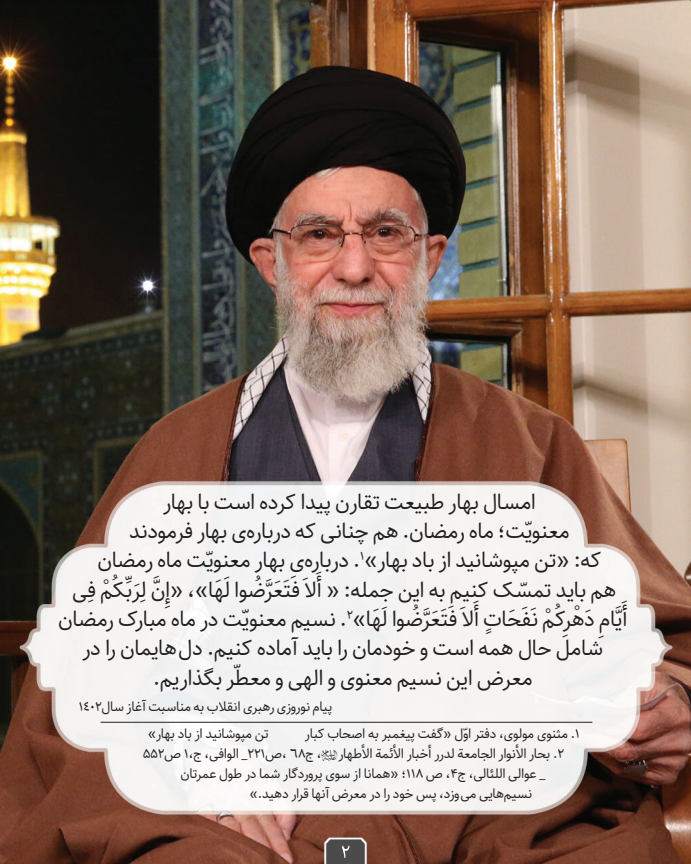 امسال بهار طبیعت تقارن پیدا کرده است با بهار
معنویّت؛ ماه رمضان. هم چنانی که درباره‌ی بهار فرمودند
که: «تن مپوشانید از باد بهار»۱. درباره‌ی بهار معنویّت ماه رمضان
هم باید تمسّک کنیم به این جمله: « أَلاَ فَتَعَرَّضُوا لَهَا»، «إِنَّ لِرَبِّكُمْ فِی
أَیَّامِ دَهْرِكُمْ نَفَحَاتٍ أَلاَ فَتَعَرَّضُوا لَهَا»۲. نسیم معنویّت در ماه مبارک رمضان
شامل حال همه است و خودمان را باید آماده کنیم. دل‌هایمان را در
معرض این نسیم معنوی و الهی و معطّر بگذاریم.
پیام نوروزی رهبری انقلاب به مناسبت آغاز سال۱۴۰۲
۱. مثنوی مولوی، دفتر اوّل «گفت پیغمبر به اصحاب کبار تن مپوشانید از باد بهار»
۲. بحار الأنوار الجامعة لدرر أخبار الأئمة الأطهار، ج۶۸ ،ص۲۲۱_ الوافی، ج،۱ ص۵۵۲
_ عوالی اللئالی، ج۴، ص ۱۱۸؛ «همانا از سوی پروردگار شما در طول عمرتان
نسیم‌هایی می‌وزد، پس خود را در معرض آنها قرار دهید.»
۲